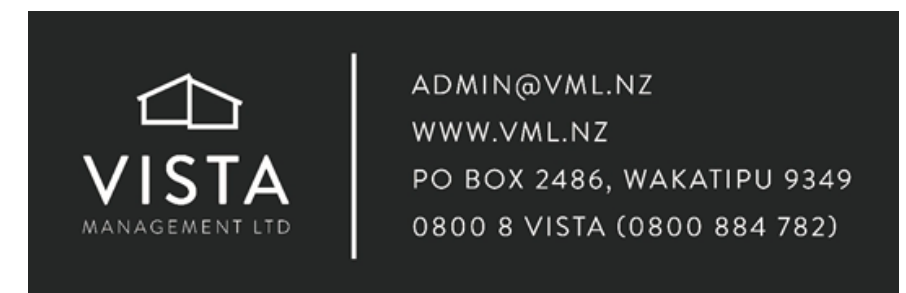 VISTA
MANAGEMENT LTD
ADMIN@VML.NZ
WWW.VML.NZ
PO BOX 2486, WAKATIPU 9349
0800 8 VISTA (0800 884 782)